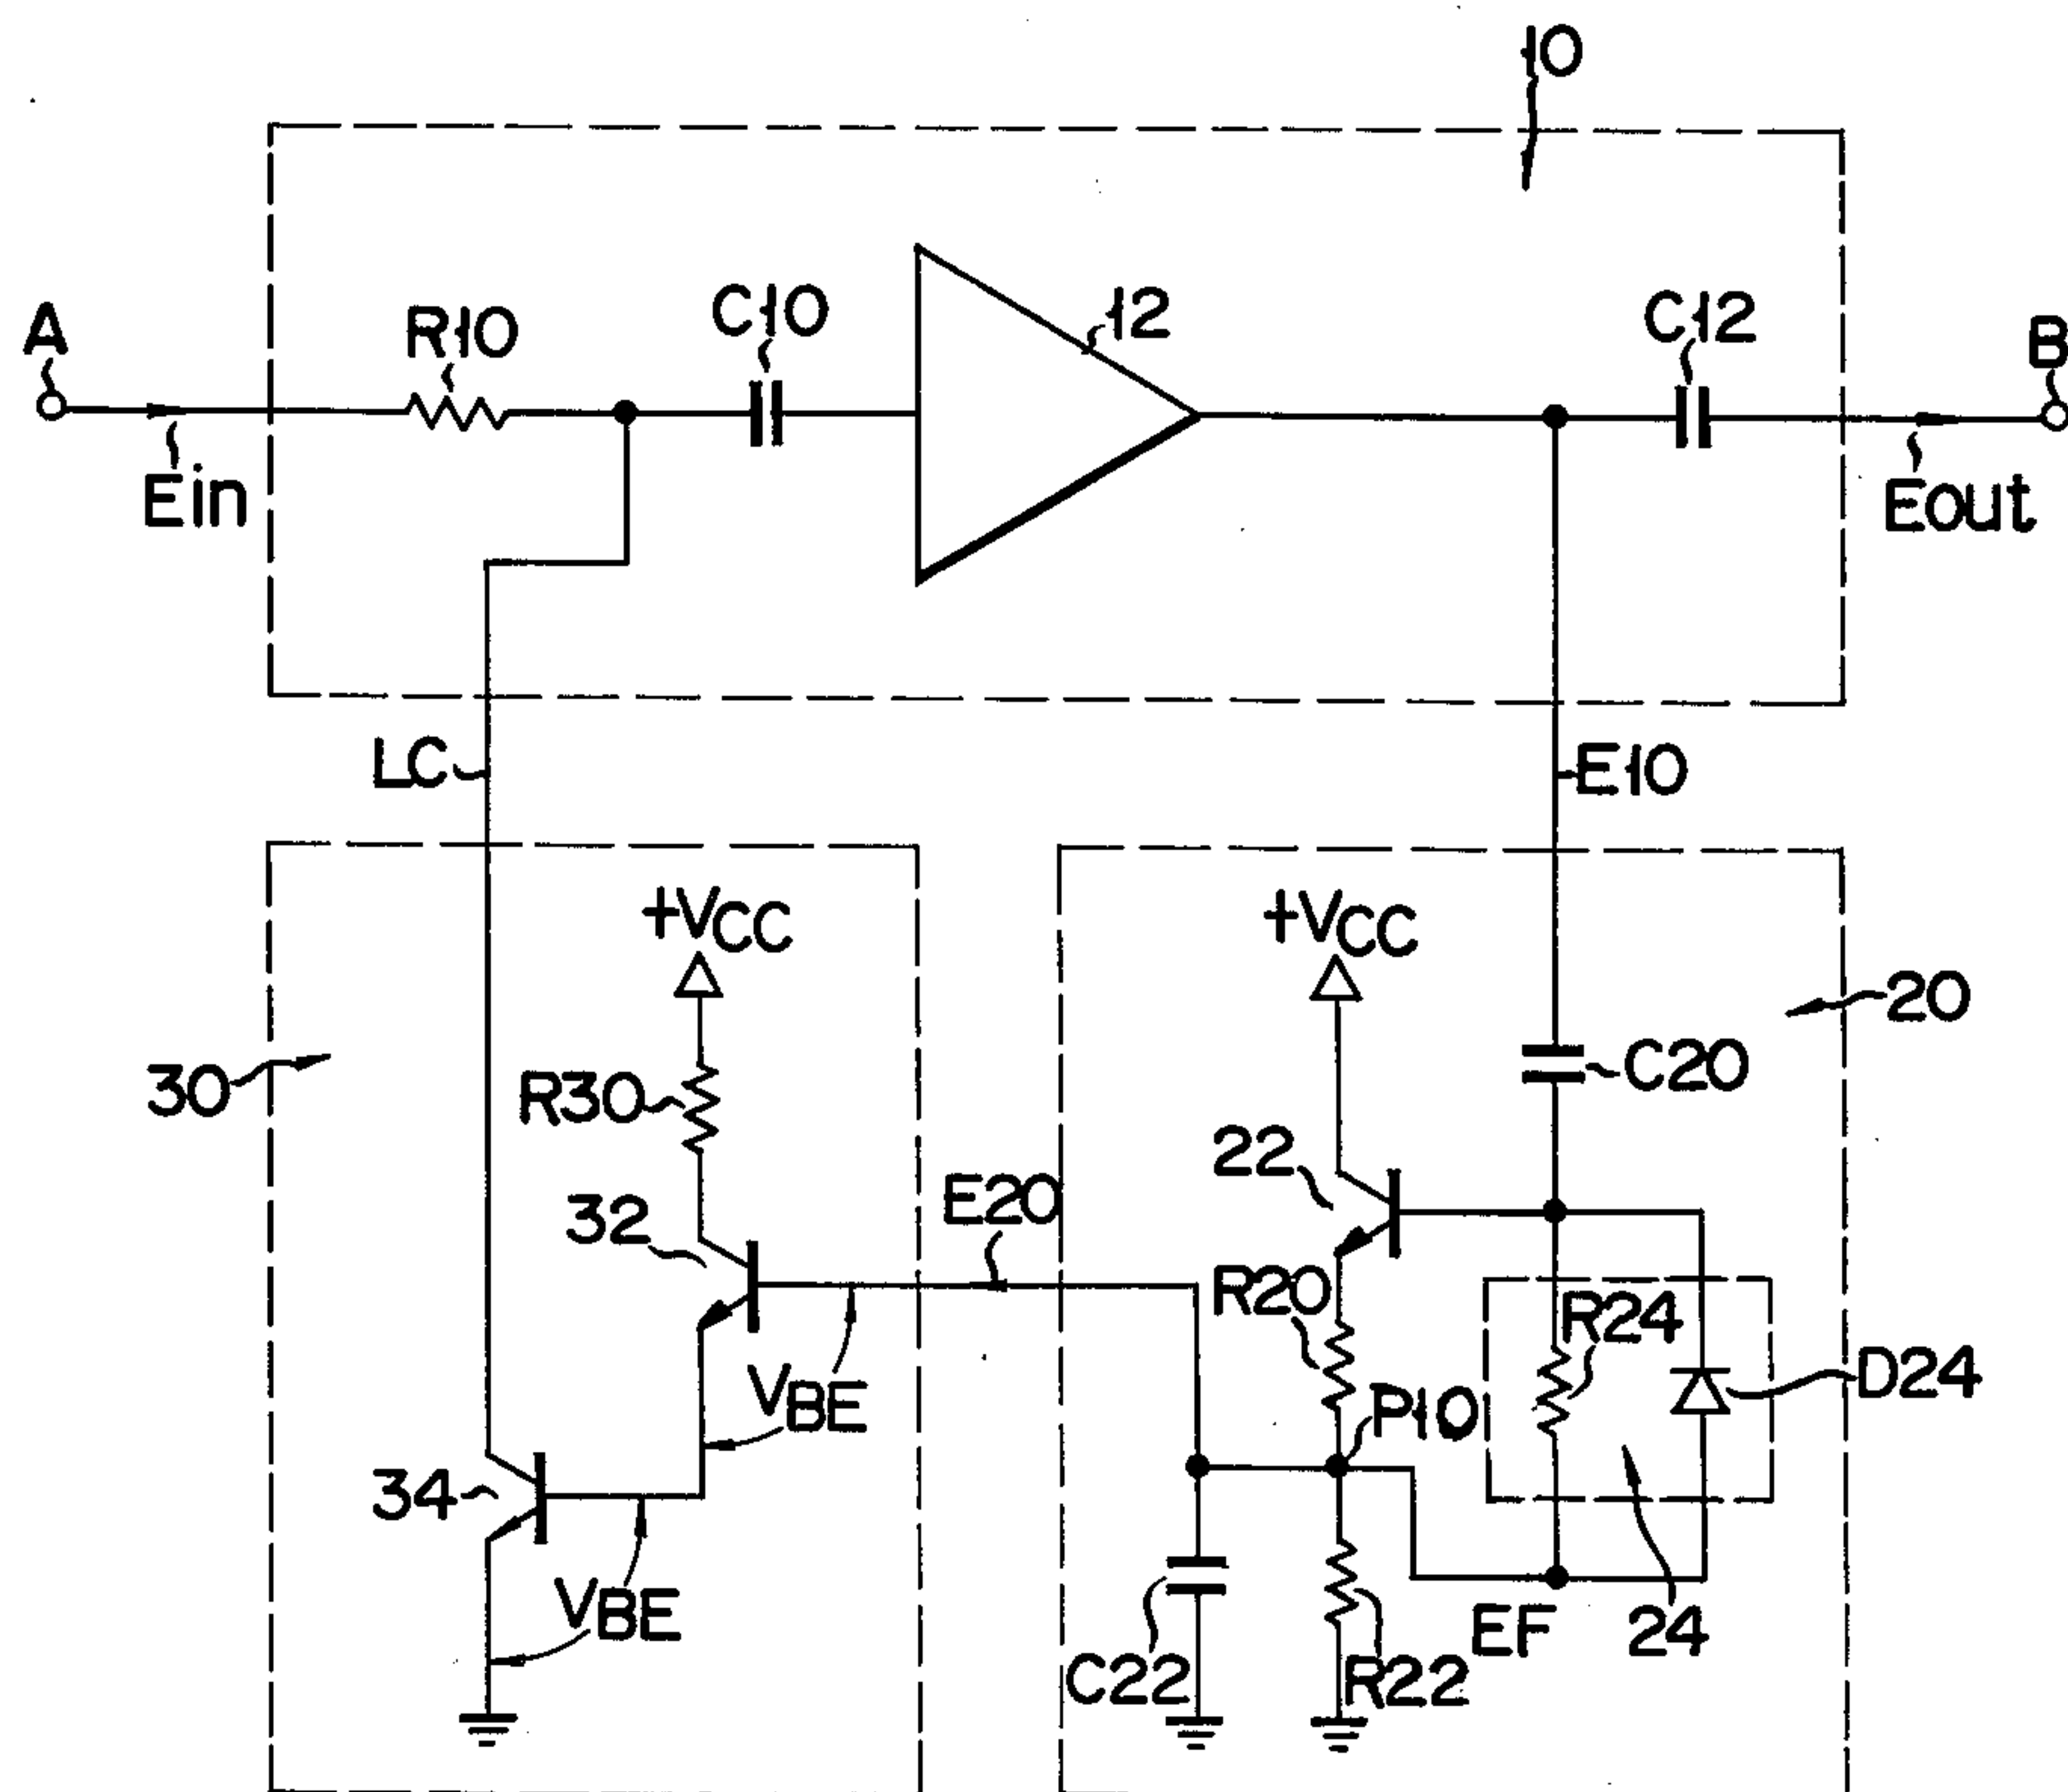 10
A
R10
C10
12
C12
B
Ein
Eout
LC
E10
+VCC
+VCC
20
30
R30
C20
22
E20
32
R20
R24
VBE
P10
D24
34
VBE
EF
24
C22
R22